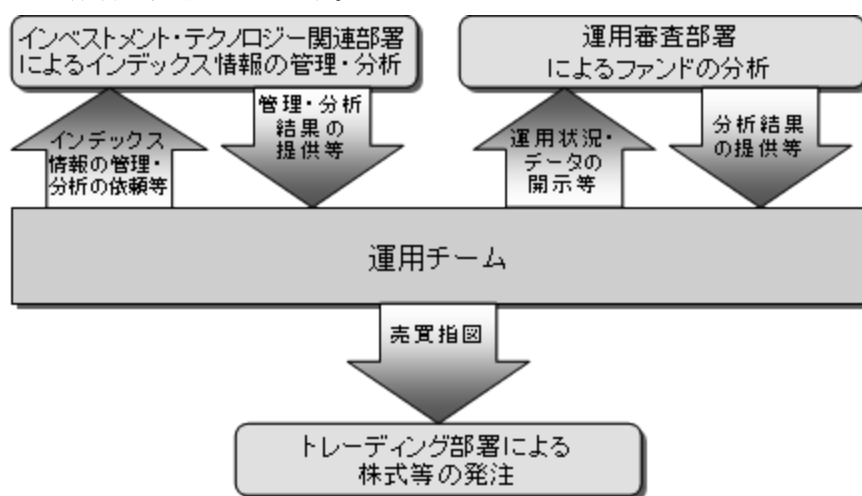 インベストメント・テクノロジー関連部署
によるインデックス情報の管理・分析
運用審査部署
によるファンドの分析
インデックス
情報の管理・
分析の依頼等
管理・分析
結果の
提供等
運用状況・
データの
開示等
分析結果
の提供等
運用チーム
売買指図
トレーディング部署による
株式等の発注